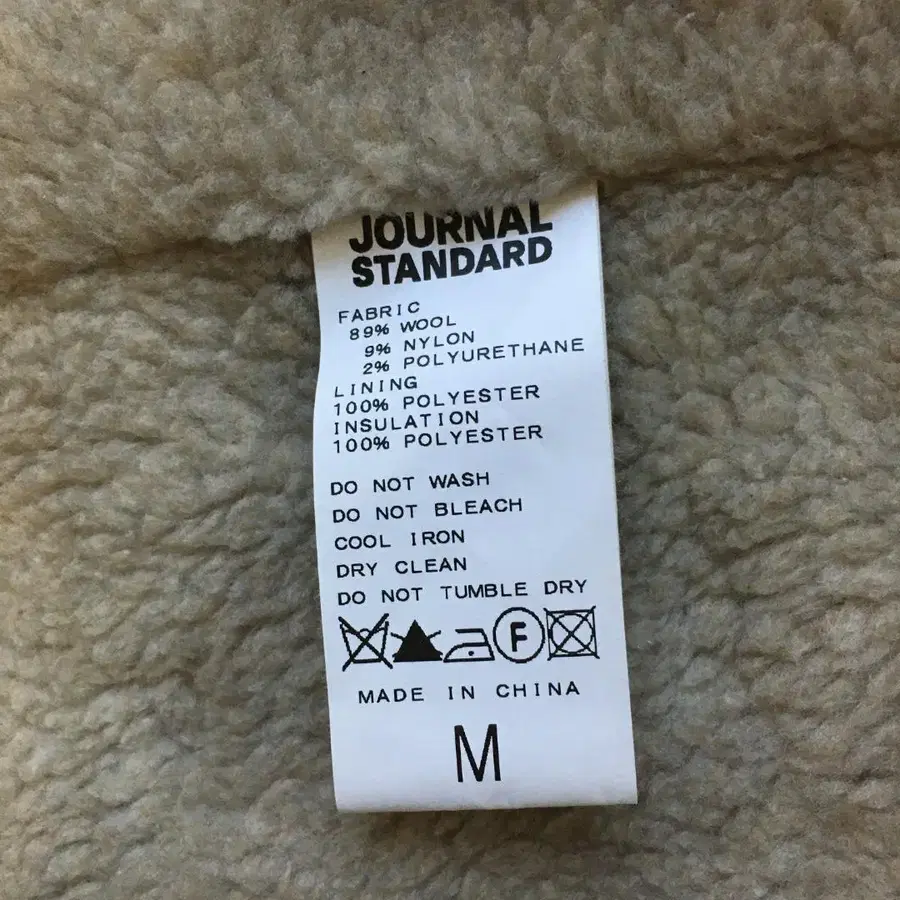 JOURNAL
STANDARD
FABRIC
89% WOOL
9% NYLON
2% POLYURETHANE
LINING
100% POLYESTER
INSULATION
100% POLYESTER
DO NOT WASH
DO NOT BLEACH
COOL IRON
DRY CLEAN
DO NOT TUMBLE DRY
F
MADE IN CHINA
M